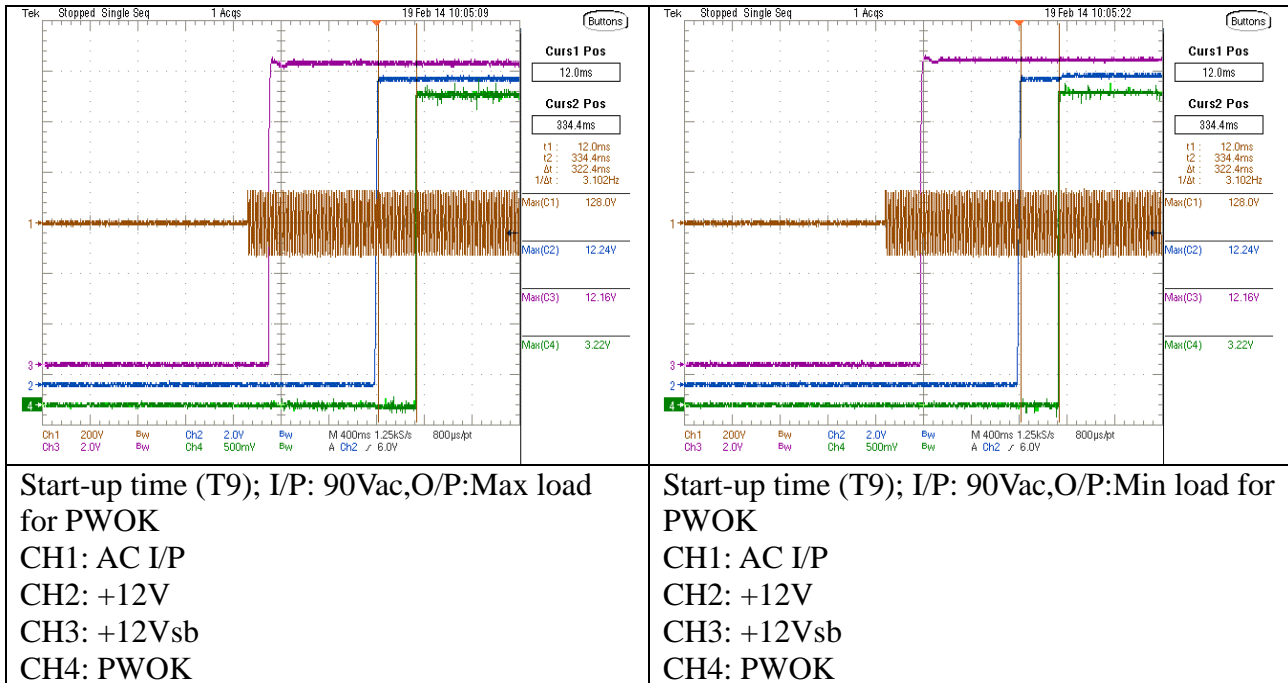 Tek Stopped Single Seq 1 Acqs 19 Feb 14 10:05:09
Buttons
Curs1 Pos
12.0ms
Curs2 Pos
334.4ms
t1 : 12.0ms
t2 : 334.4ms
Δt : 322.4ms
1/Δt : 3.102Hz
Max(C1) 128.0V
Max(C2) 12.24V
Max(C3) 12.16V
Max(C4) 3.22V
1
3
2
4
Ch1 200V Bw Ch2 2.0V Bw M 400ms 1.25kS/s 800µs/pt
Ch3 2.0V Bw Ch4 500mV Bw A Ch2 / 6.0V
Start-up time (T9); I/P: 90Vac,O/P:Max load
for PWOK
CH1: AC I/P
CH2: +12V
CH3: +12Vsb
CH4: PWOK
Tek Stopped Single Seq 1 Acqs 19 Feb 14 10:05:22
Buttons
Curs1 Pos
12.0ms
Curs2 Pos
334.4ms
t1 : 12.0ms
t2 : 334.4ms
Δt : 322.4ms
1/Δt : 3.102Hz
Max(C1) 128.0V
Max(C2) 12.24V
Max(C3) 12.16V
Max(C4) 3.22V
1
3
2
4
Ch1 200V Bw Ch2 2.0V Bw M 400ms 1.25kS/s 800µs/pt
Ch3 2.0V Bw Ch4 500mV Bw A Ch2 / 6.0V
Start-up time (T9); I/P: 90Vac,O/P:Min load for
PWOK
CH1: AC I/P
CH2: +12V
CH3: +12Vsb
CH4: PWOK